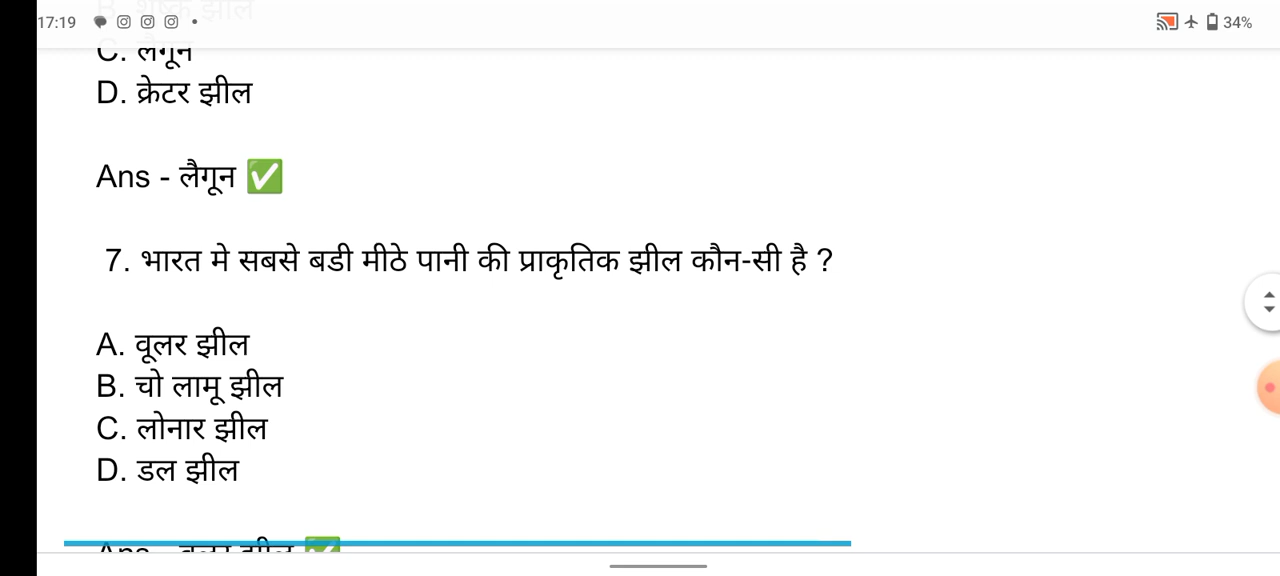 17:19
34%
C. लैगून
D. क्रेटर झील
Ans - लैगून ✅
7. भारत मे सबसे बडी मीठे पानी की प्राकृतिक झील कौन-सी है ?
A. वूलर झील
B. चो लामू झील
C. लोनार झील
D. डल झील